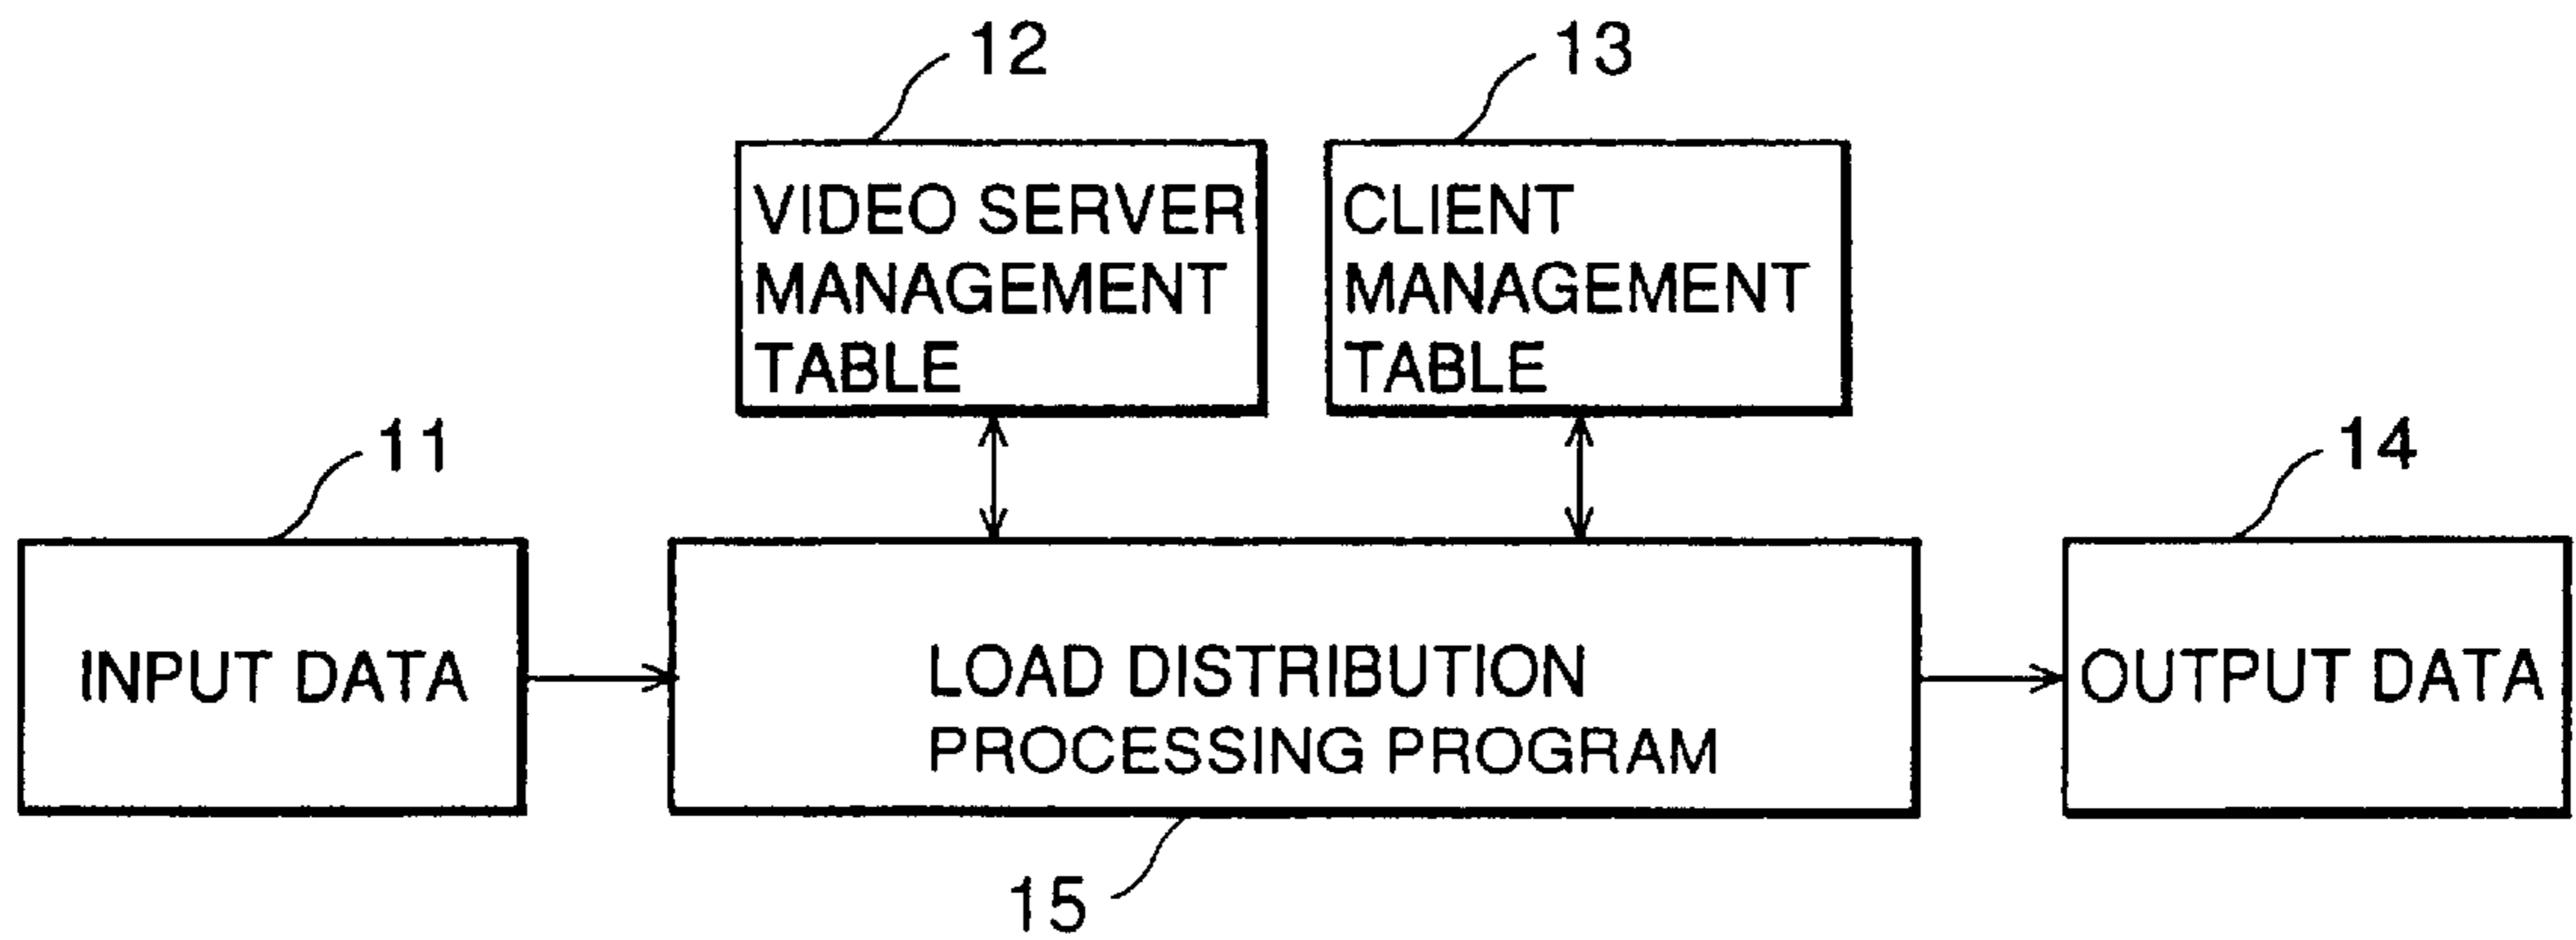 12
13
VIDEO SERVER
MANAGEMENT
TABLE
CLIENT
MANAGEMENT
TABLE
11
14
INPUT DATA
LOAD DISTRIBUTION
PROCESSING PROGRAM
OUTPUT DATA
15